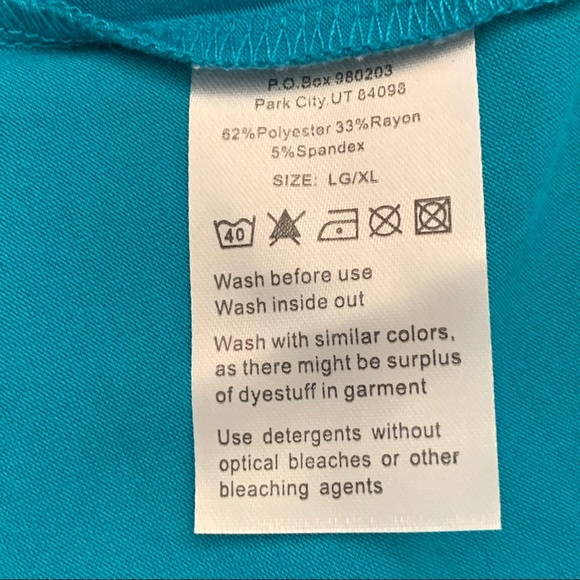 P.O.Box 980203
Park City.UT 84098
62%Polyester 33%Rayon
5%Spandex
SIZE: LG/XL
40
Wash before use
Wash inside out
Wash with similar colors,
as there might be surplus
of dyestuff in garment
Use detergents without
optical bleaches or other
bleaching agents